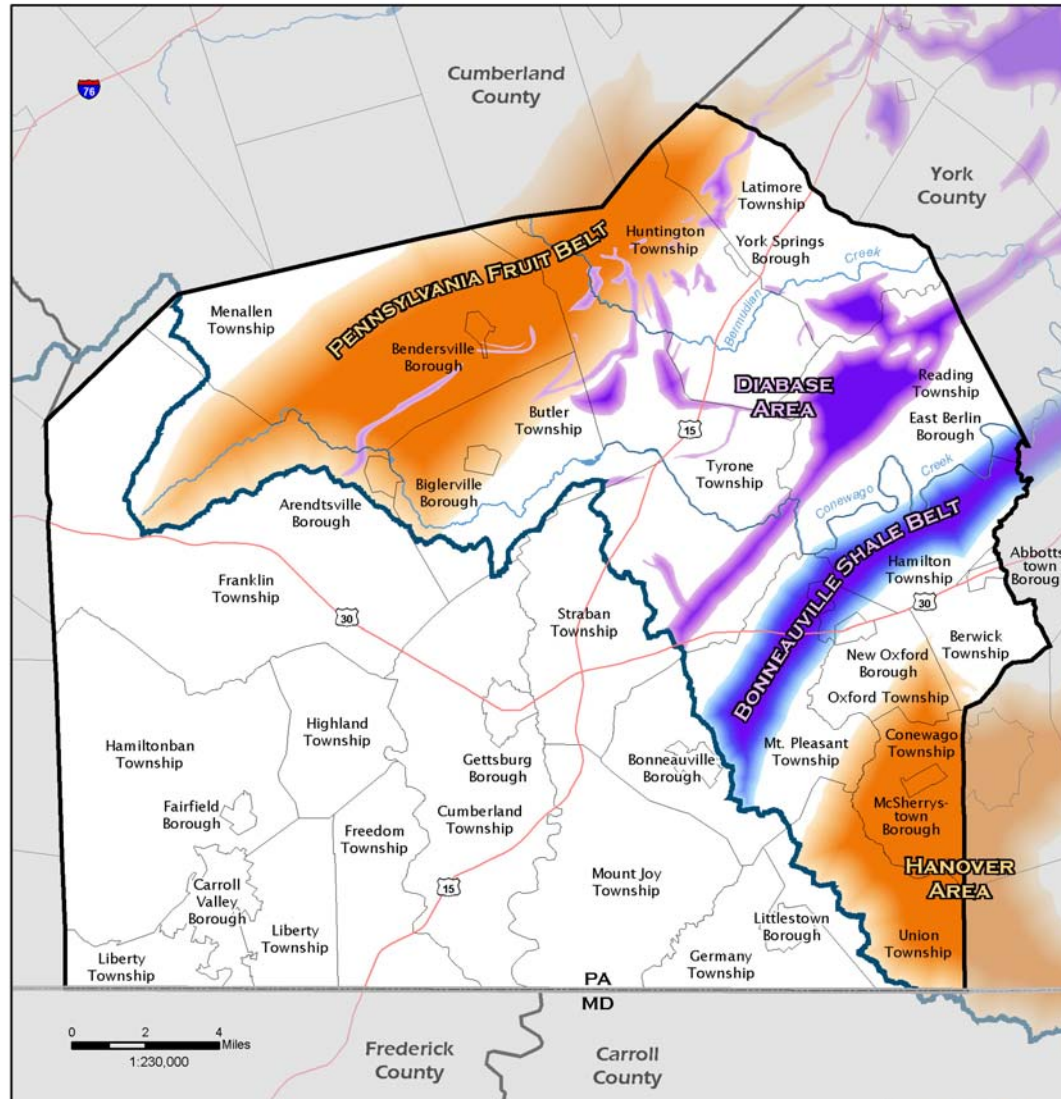 76
Cumberland
County
York
County
Latimore
Township
Huntington
Township
York Springs
Borough
Creek
Bermudian
PENNSYLVANIA FRUIT BELT
Menallen
Township
Bendersville
Borough
DIABASE
AREA
Reading
Township
East Berlin
Borough
Butler
Township
15
Tyrone
Township
Creek
Conewago
Biglerville
Borough
Arendtsville
Borough
BONNEAUVILLE SHALE BELT
Hamilton
Township
Abbotts
town
Boroug
30
Franklin
Township
30
Straban
Township
Berwick
Township
New Oxford
Borough
Oxford Township
Highland
Township
Hamiltonban
Township
Gettsburg
Borough
Bonneauville
Borough
Mt. Pleasant
Township
Conewago
Township
Fairfield
Borough
Freedom
Township
Cumberland
Township
McSherrys-
town
Borough
HANOVER
AREA
Carroll
Valley
Borough
15
Mount Joy
Township
Littlestown
Borough
Liberty
Township
Liberty
Township
Germany
Township
Union
Township
PA
MD
0 2 4
Miles
1:230,000
Frederick
County
Carroll
County